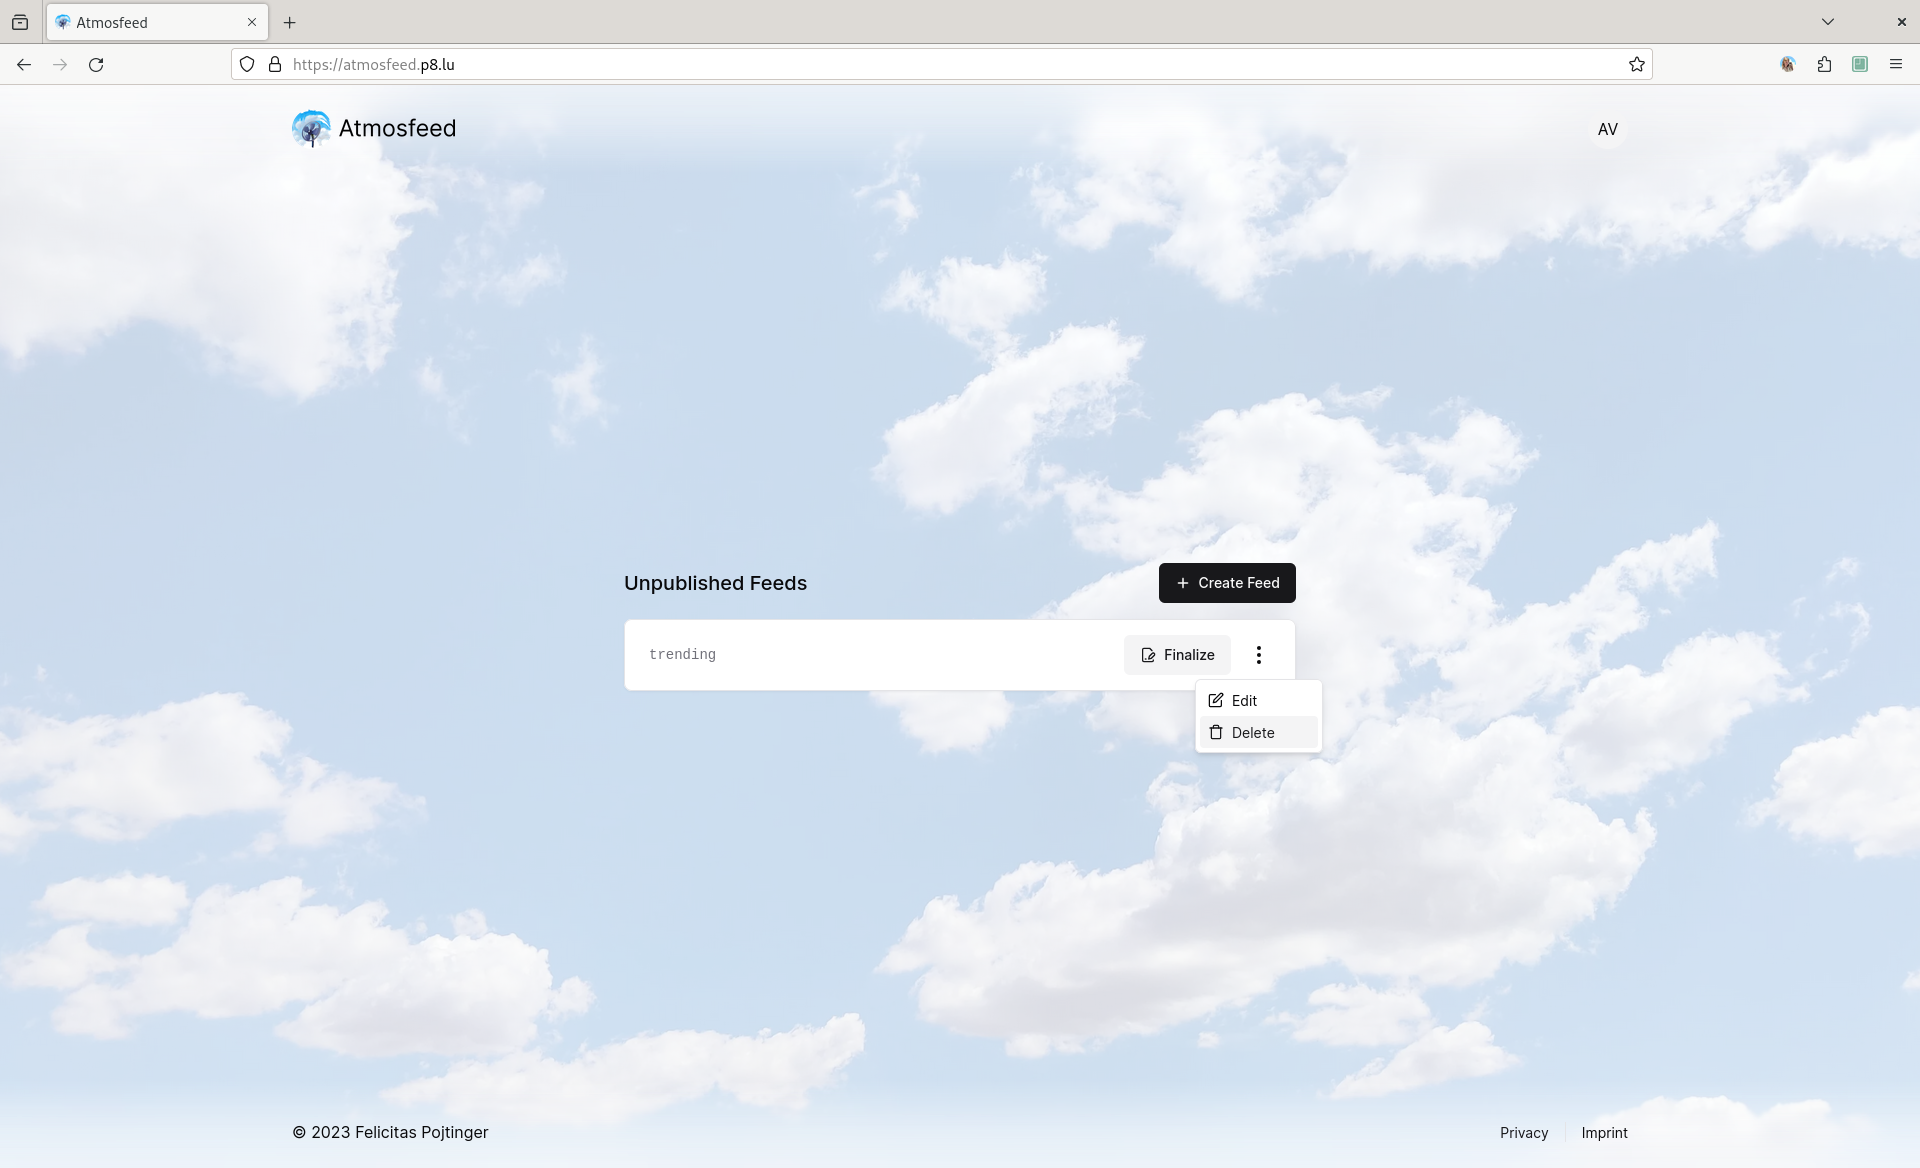 Atmosfeed
https://atmosfeed.p8.lu
Atmosfeed
AV
Unpublished Feeds
Create Feed
trending
Finalize
Edit
Delete
© 2023 Felicitas Pojtinger
Privacy
Imprint